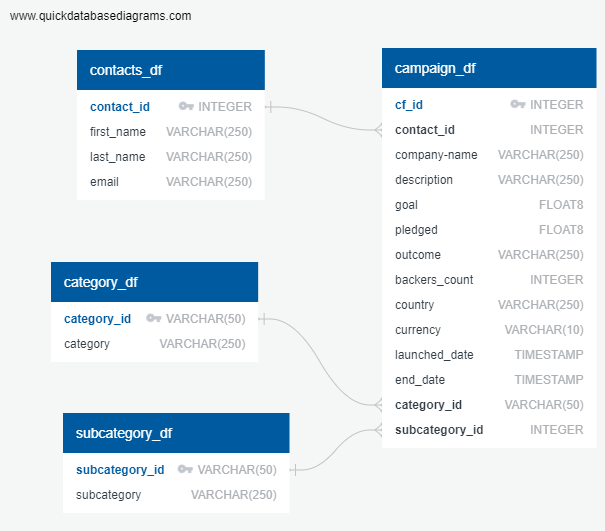 www.quickdatabasediagrams.com
contacts_df
contact_id INTEGER
first_name VARCHAR(250)
last_name VARCHAR(250)
email VARCHAR(250)
campaign_df
cf_id INTEGER
contact_id INTEGER
company-name VARCHAR(250)
description VARCHAR(250)
goal FLOAT8
pledged FLOAT8
outcome VARCHAR(250)
backers_count INTEGER
country VARCHAR(250)
currency VARCHAR(10)
launched_date TIMESTAMP
end_date TIMESTAMP
category_id VARCHAR(50)
subcategory_id INTEGER
category_df
category_id VARCHAR(50)
category VARCHAR(250)
subcategory_df
subcategory_id VARCHAR(50)
subcategory VARCHAR(250)